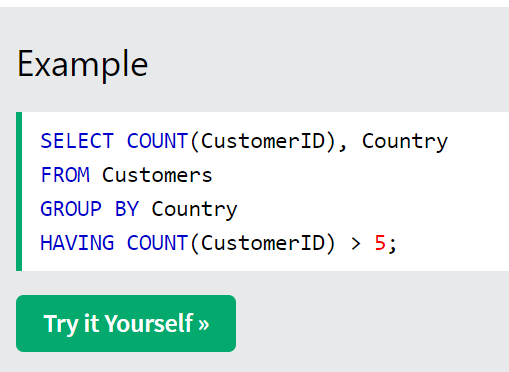 Example
SELECT COUNT(CustomerID), Country
FROM Customers
GROUP BY Country
HAVING COUNT(CustomerID) > 5;
Try it Yourself »